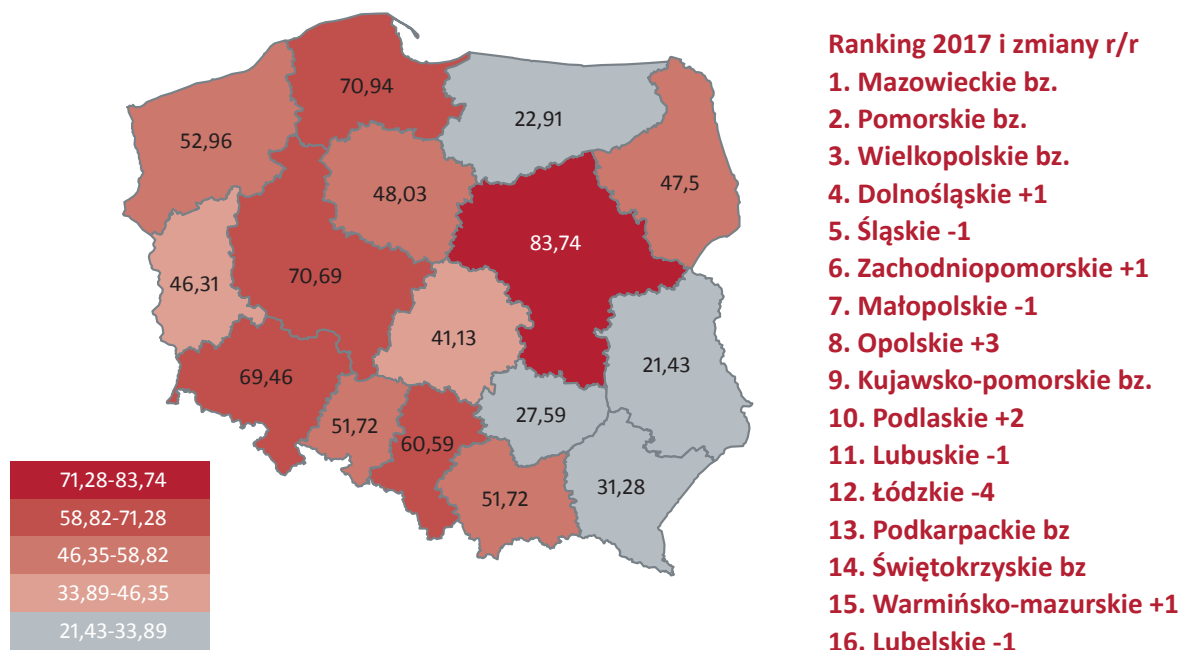 70,94
22,91
52,96
48,03
47,5
83,74
46,31
70,69
41,13
69,46
21,43
51,72
27,59
60,59
31,28
51,72
71,28-83,74
58,82-71,28
46,35-58,82
33,89-46,35
21,43-33,89
Ranking 2017 i zmiany r/r
1. Mazowieckie bz.
2. Pomorskie bz.
3. Wielkopolskie bz.
4. Dolnośląskie +1
5. Śląskie -1
6. Zachodniopomorskie +1
7. Małopolskie -1
8. Opolskie +3
9. Kujawsko-pomorskie bz.
10. Podlaskie +2
11. Lubuskie -1
12. Łódzkie -4
13. Podkarpackie bz
14. Świętokrzyskie bz
15. Warmińsko-mazurskie +1
16. Lubelskie -1